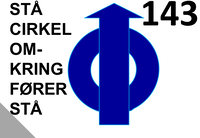 STÅ
CIRKEL
OM-
KRING
FØRER
STÅ
143